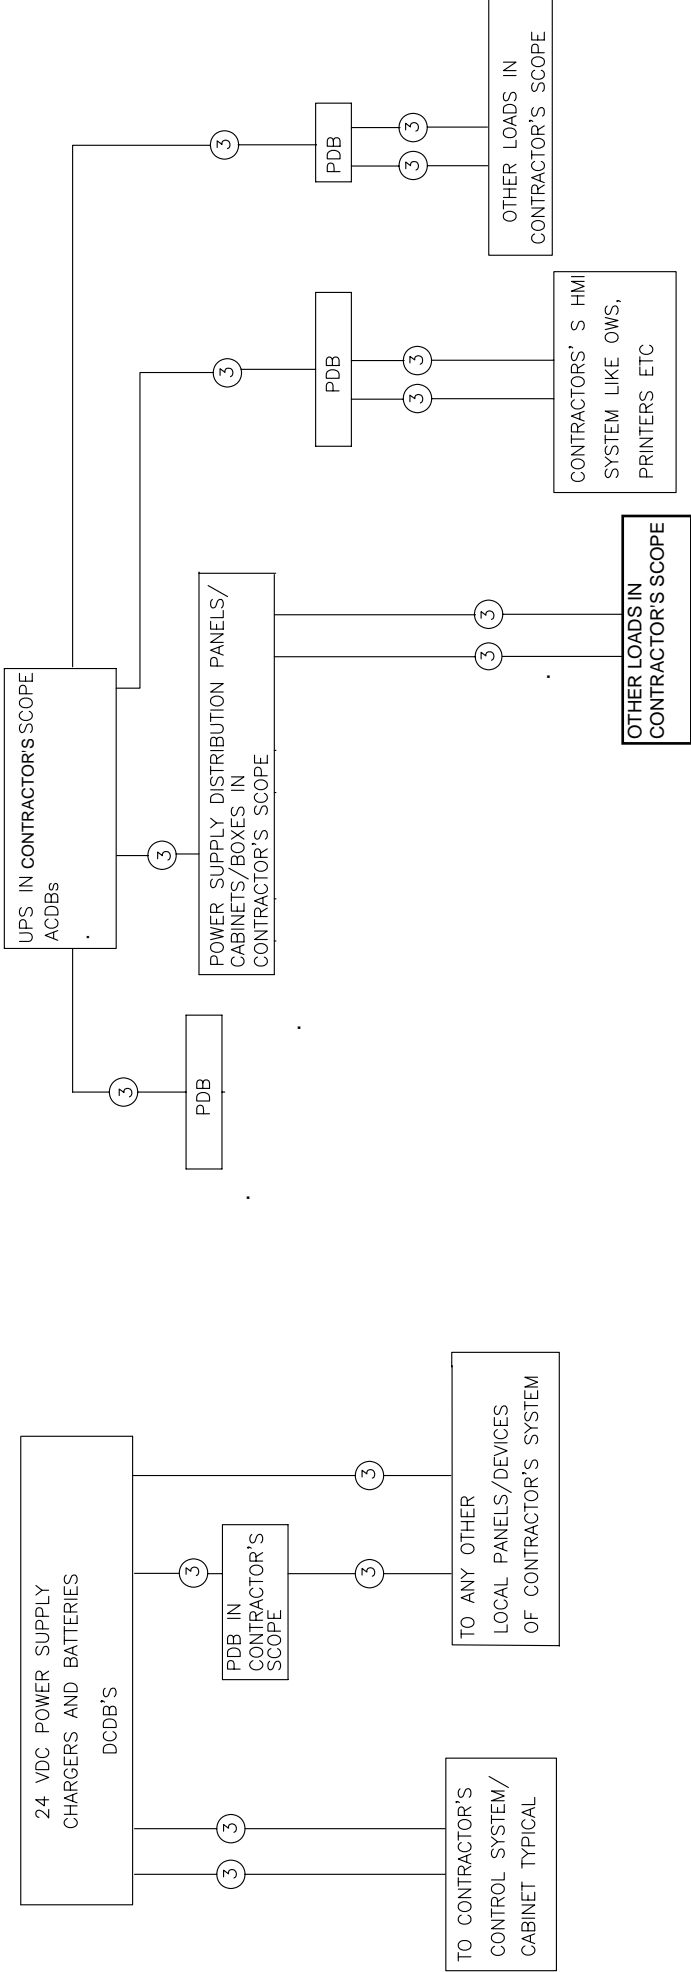 24 VDC POWER SUPPLY
CHARGERS AND BATTERIES
DCDB'S
3
3
3
3
3
PDB IN
CONTRACTOR'S
SCOPE
TO CONTRACTOR'S
CONTROL SYSTEM/
CABINET TYPICAL
TO ANY OTHER
LOCAL PANELS/DEVICES
OF CONTRACTOR'S SYSTEM
UPS IN CONTRACTOR'S SCOPE
ACDBs
3
PDB
3
POWER SUPPLY DISTRIBUTION PANELS/
CABINETS/BOXES IN
CONTRACTOR'S SCOPE
3
3
OTHER LOADS IN
CONTRACTOR'S SCOPE
3
PDB
3
3
CONTRACTORS' S HMI
SYSTEM LIKE OWS,
PRINTERS ETC
3
PDB
3
3
OTHER LOADS IN
CONTRACTOR'S SCOPE